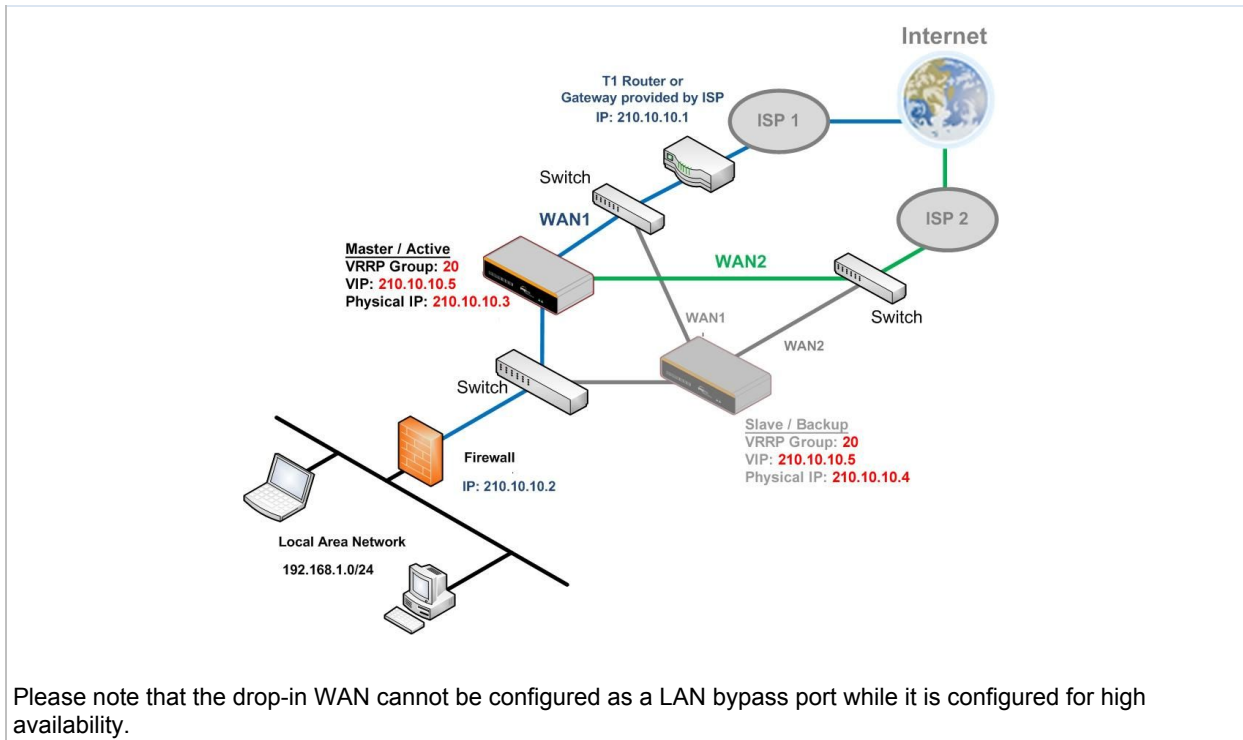 Internet
T1 Router or
Gateway provided by ISP
IP: 210.10.10.1
ISP 1
Switch
WAN1
ISP 2
Master / Active
VRRP Group: 20
VIP: 210.10.10.5
Physical IP: 210.10.10.3
WAN2
Switch
WAN1
WAN2
Switch
Slave / Backup
VRRP Group: 20
VIP: 210.10.10.5
Physical IP: 210.10.10.4
Firewall
IP: 210.10.10.2
Local Area Network
192.168.1.0/24
Please note that the drop-in WAN cannot be configured as a LAN bypass port while it is configured for high
availability.